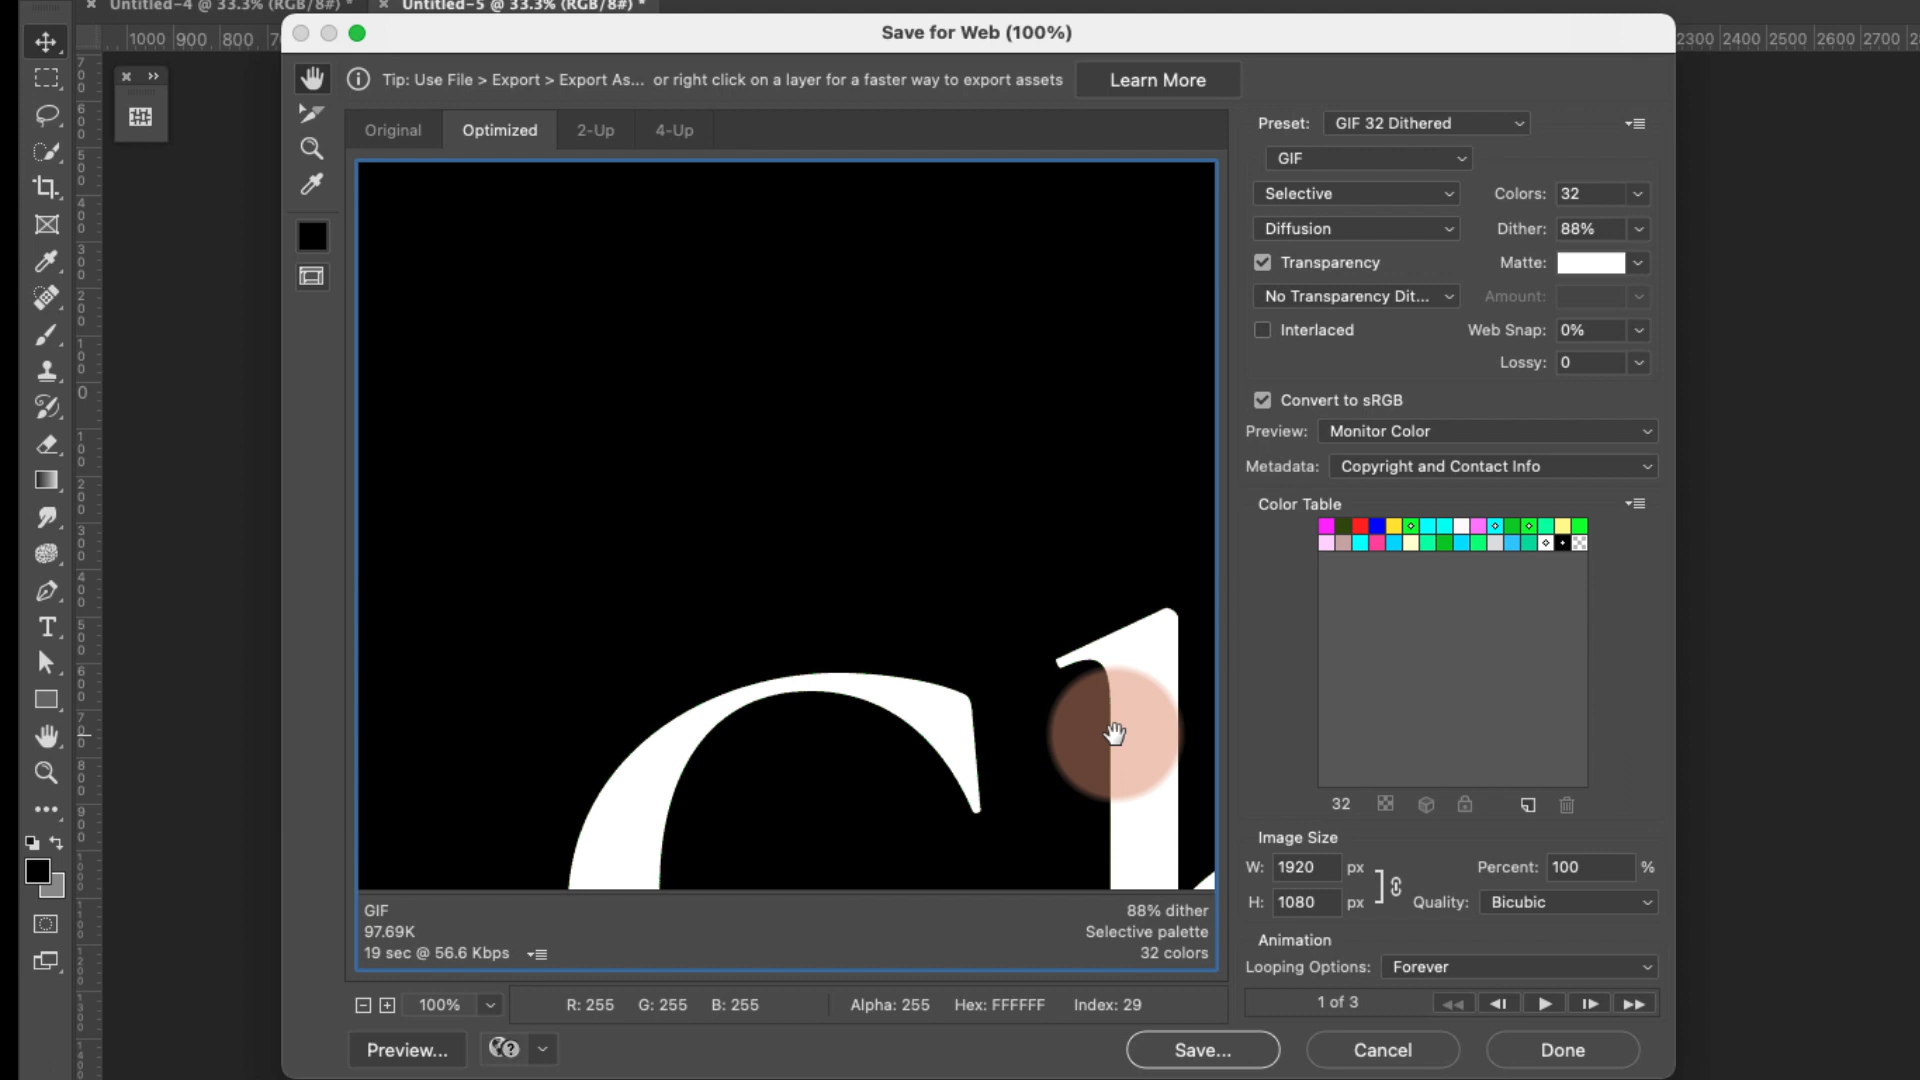 Untitled-4 @ 33.3% (RGB/8#) *
Untitled-5 @ 33.3% (RGB/8#) *
Save for Web (100%)
1000 900 800
2300 2400 2500 2600 2700
Tip: Use File > Export > Export As... or right click on a layer for a faster way to export assets
Learn More
Original
Optimized
2-Up
4-Up
Preset: GIF 32 Dithered
GIF
Selective
Colors: 32
Diffusion
Dither: 88%
Transparency
Matte:
No Transparency Dit...
Amount:
Interlaced
Web Snap: 0%
Lossy: 0
Convert to sRGB
Preview: Monitor Color
Metadata: Copyright and Contact Info
Color Table
32
Image Size
W: 1920 px
Percent: 100 %
H: 1080 px
Quality: Bicubic
GIF
97.69K
19 sec @ 56.6 Kbps
88% dither
Selective palette
32 colors
Animation
Looping Options: Forever
1 of 3
100%
R: 255 G: 255 B: 255
Alpha: 255 Hex: FFFFFF Index: 29
Preview...
Save...
Cancel
Done